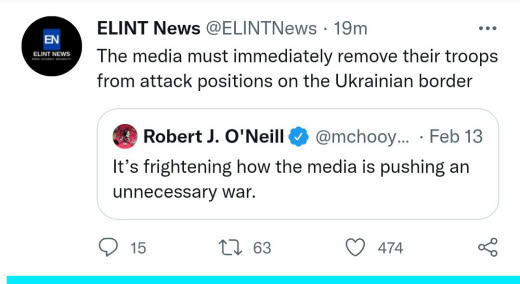 ELINT News @ELINTNews · 19m
EN
ELINT NEWS
The media must immediately remove their troops
from attack positions on the Ukrainian border
Robert J. O'Neill @mchooy... · Feb 13
It's frightening how the media is pushing an
unnecessary war.
15 63 474